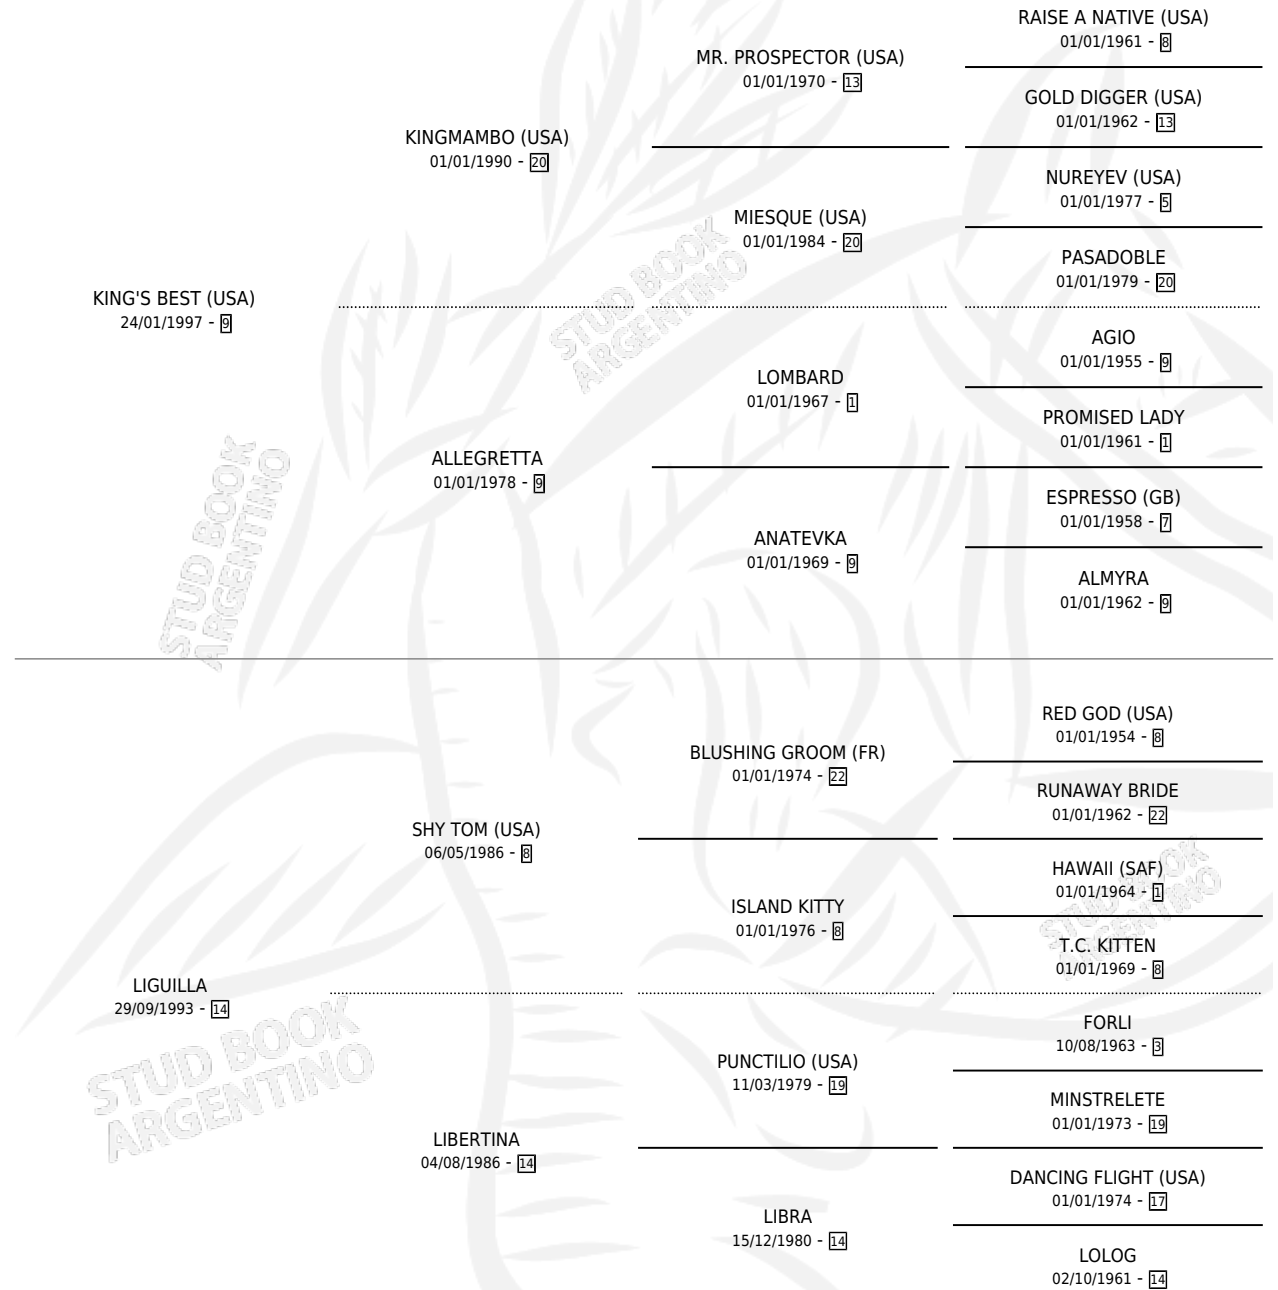 RAISE A NATIVE (USA)
01/01/1961 - 8
MR. PROSPECTOR (USA)
01/01/1970 - 13
GOLD DIGGER (USA)
01/01/1962 - 13
KINGMAMBO (USA)
01/01/1990 - 20
NUREYEV (USA)
01/01/1977 - 5
MIESQUE (USA)
01/01/1984 - 20
PASADOBLE
01/01/1979 - 20
KING'S BEST (USA)
24/01/1997 - 9
STUD BOOK
ARGENTINO
AGIO
01/01/1955 - 9
LOMBARD
01/01/1967 - 1
PROMISED LADY
01/01/1961 - 1
ALLEGRETTA
01/01/1978 - 9
ESPRESSO (GB)
01/01/1958 - 7
ANATEVKA
01/01/1969 - 9
ALMYRA
01/01/1962 - 9
STUD BOOK
ARGENTINO
RED GOD (USA)
01/01/1954 - 8
BLUSHING GROOM (FR)
01/01/1974 - 22
RUNAWAY BRIDE
01/01/1962 - 22
SHY TOM (USA)
06/05/1986 - 8
HAWAII (SAF)
01/01/1964 - 1
ISLAND KITTY
01/01/1976 - 8
STUD BOOK
ARGENTINO
T.C. KITTEN
01/01/1969 - 8
LIGUILLA
29/09/1993 - 14
FORLI
10/08/1963 - 3
PUNCTILIO (USA)
11/03/1979 - 19
STUD BOOK
ARGENTINO
MINSTRELETE
01/01/1973 - 19
LIBERTINA
04/08/1986 - 14
DANCING FLIGHT (USA)
01/01/1974 - 17
LIBRA
15/12/1980 - 14
LOLOG
02/10/1961 - 14